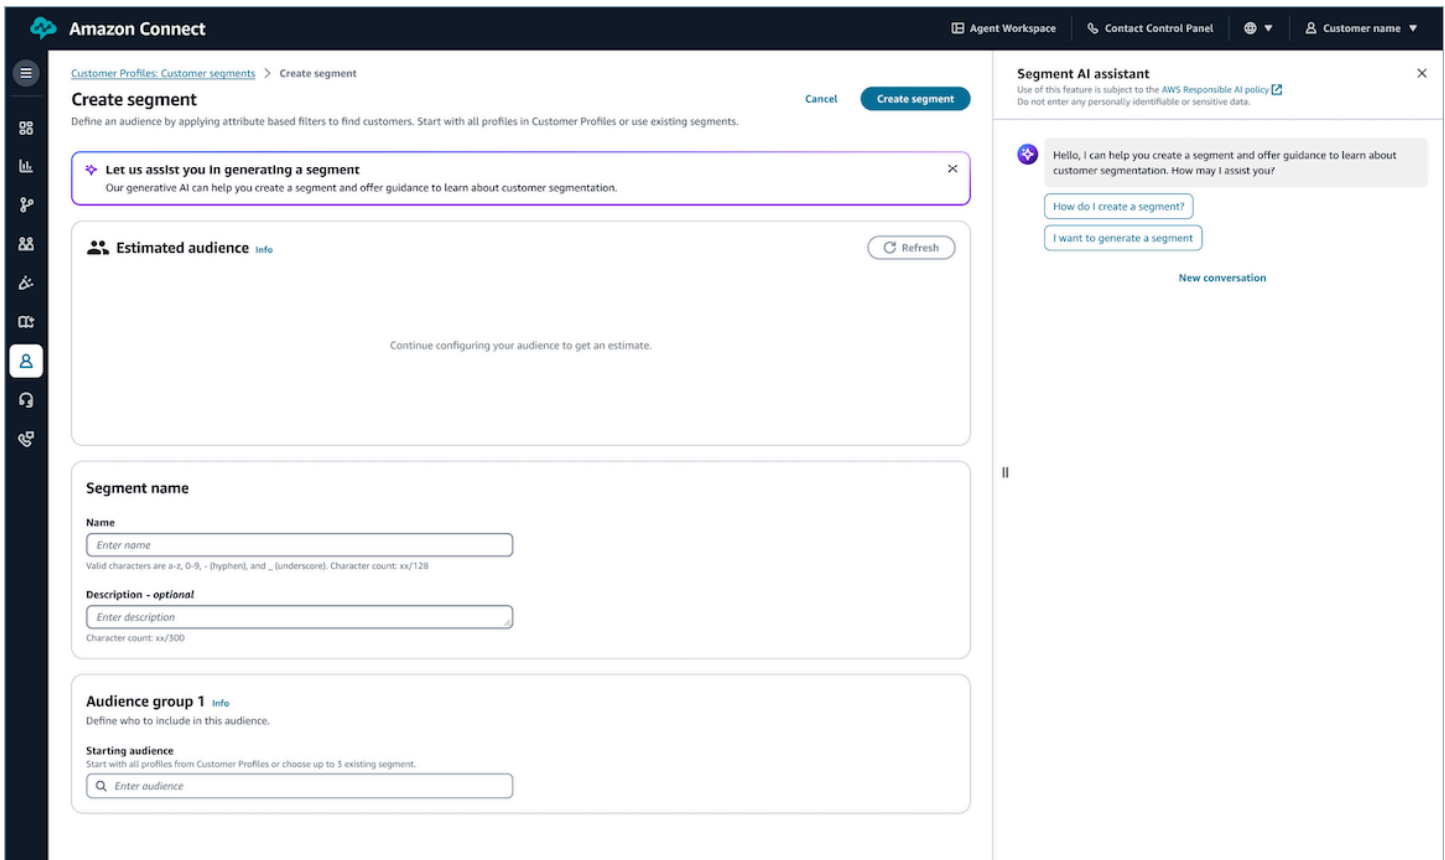 Amazon Connect
Agent Workspace
Contact Control Panel
Customer name
Customer Profiles: Customer segments > Create segment
Create segment
Cancel
Create segment
Define an audience by applying attribute based filters to find customers. Start with all profiles in Customer Profiles or use existing segments.
Let us assist you in generating a segment
Our generative AI can help you create a segment and offer guidance to learn about customer segmentation.
Estimated audience Info
Refresh
Continue configuring your audience to get an estimate.
Segment name
Name
Enter name
Valid characters are a-z, 0-9, - (hyphen), and _ (underscore). Character count: xx/128
Description - optional
Enter description
Character count: xx/300
Audience group 1 Info
Define who to include in this audience.
Starting audience
Start with all profiles from Customer Profiles or choose up to 3 existing segment.
Enter audience
Segment AI assistant
Use of this feature is subject to the AWS Responsible AI policy
Do not enter any personally identifiable or sensitive data.
Hello, I can help you create a segment and offer guidance to learn about
customer segmentation. How may I assist you?
How do I create a segment?
I want to generate a segment
New conversation